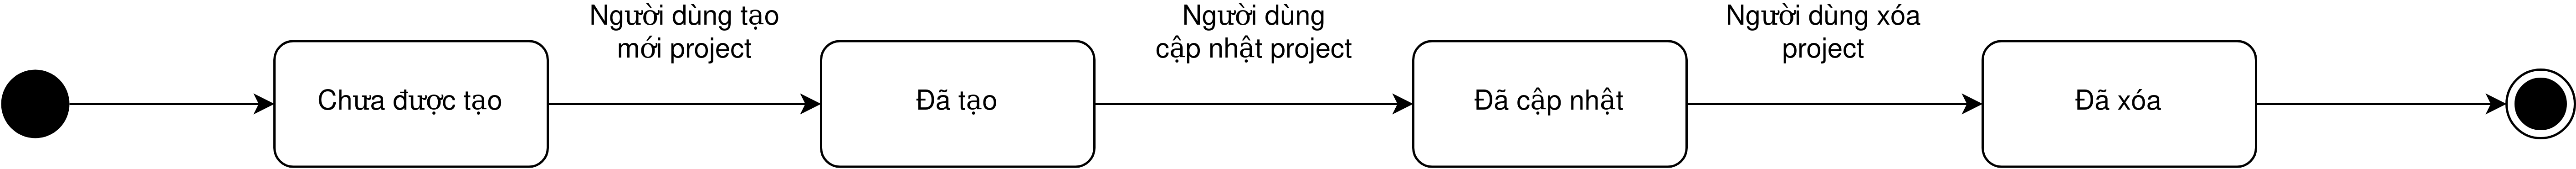 Người dùng tạo
mới project
Người dùng
cập nhật project
Người dùng xóa
project
Chưa được tạo
Đã tạo
Đã cập nhật
Đã xóa